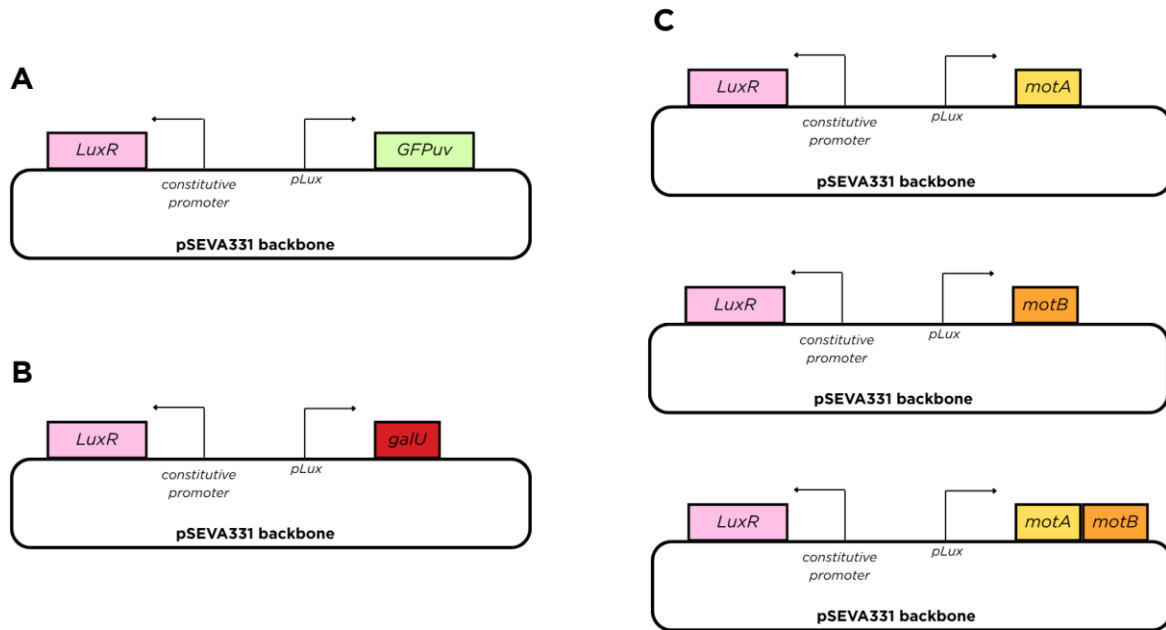 A
LuxR
GFPuv
constitutive
promoter
pLux
pSEVA331 backbone
B
LuxR
galU
constitutive
promoter
pLux
pSEVA331 backbone
C
LuxR
motA
constitutive
promoter
pLux
pSEVA331 backbone
LuxR
motB
constitutive
promoter
pLux
pSEVA331 backbone
LuxR
motA motB
constitutive
promoter
pLux
pSEVA331 backbone